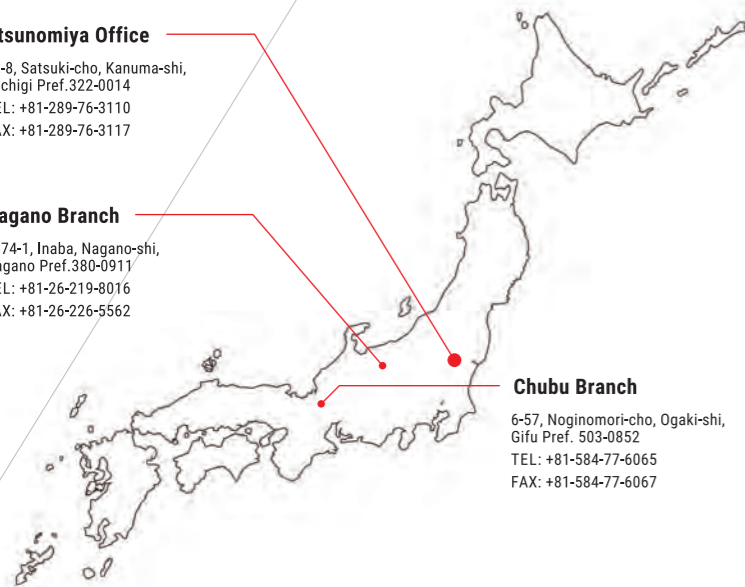 tsunomiya Office
-8, Satsuki-cho, Kanuma-shi,
chigi Pref.322-0014
EL: +81-289-76-3110
AX: +81-289-76-3117
agano Branch
74-1, Inaba, Nagano-shi,
agano Pref.380-0911
EL: +81-26-219-8016
AX: +81-26-226-5562
Chubu Branch
6-57, Noginomori-cho, Ogaki-shi,
Gifu Pref. 503-0852
TEL: +81-584-77-6065
FAX: +81-584-77-6067